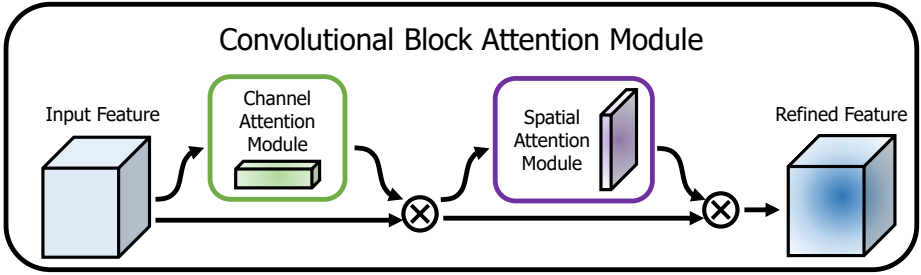 Convolutional Block Attention Module
Input Feature
Channel
Attention
Module
Spatial
Attention
Module
Refined Feature